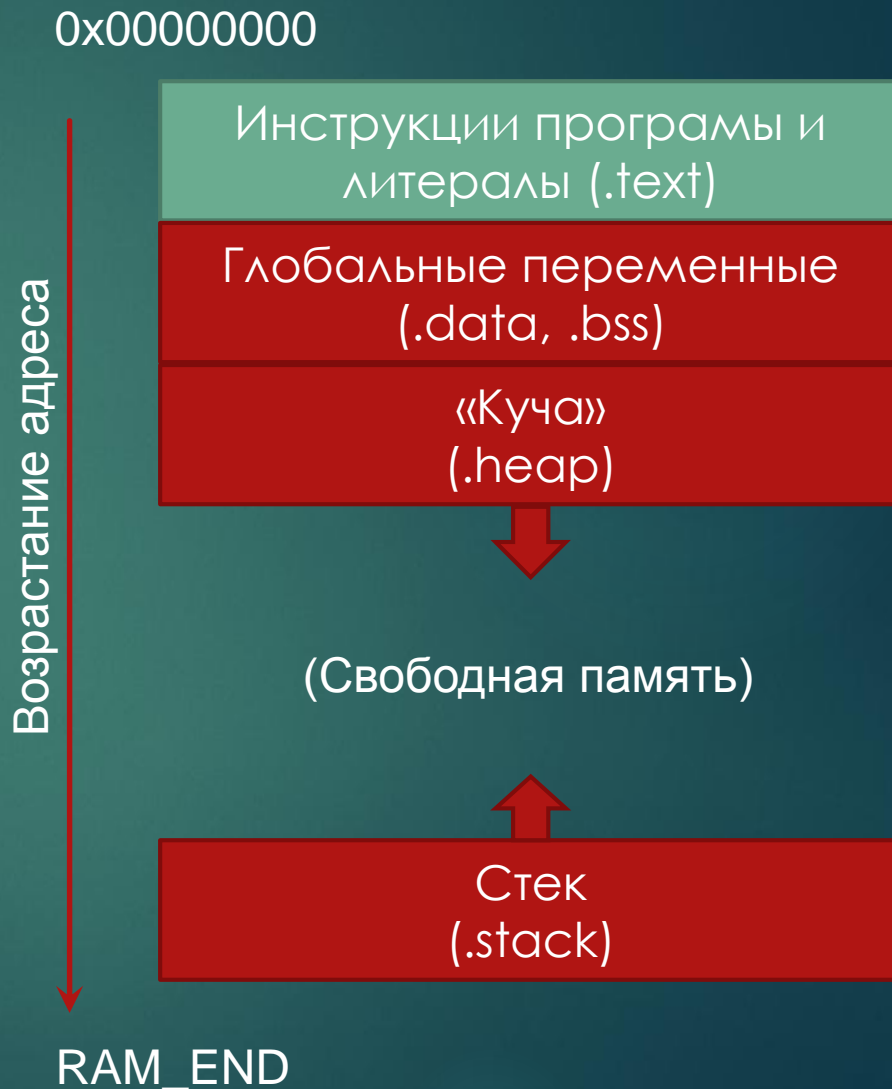 0x00000000
Инструкции програмы и
литералы (.text)
Глобальные переменные
(.data, .bss)
«Куча»
(.heap)
Возрастание адреса
(Свободная память)
Стек
(.stack)
RAM_END